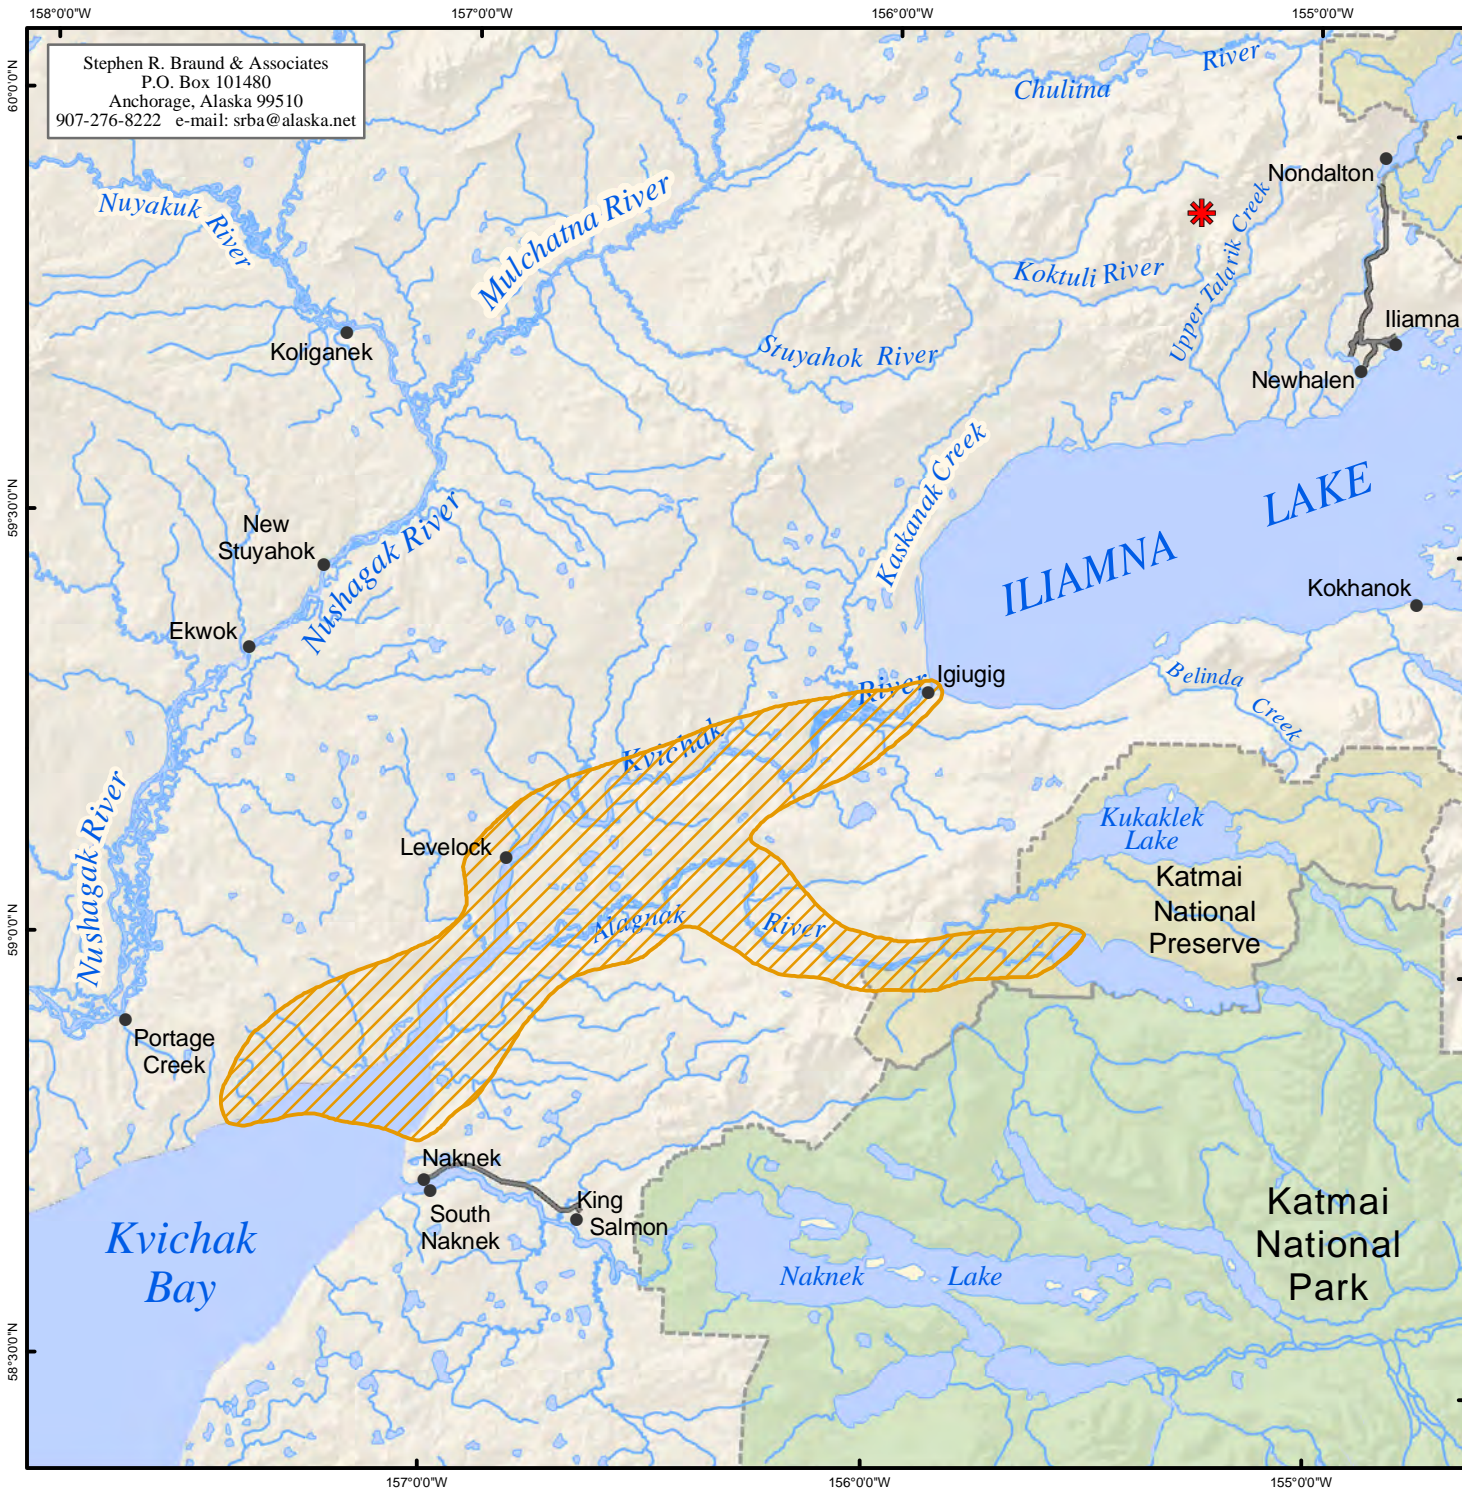 158°0'0"W
157°0'0"W
156°0'0"W
155°0'0"W
Stephen R. Braund & Associates
P.O. Box 101480
Anchorage, Alaska 99510
907-276-8222 e-mail: srba@alaska.net
60°0'0"N
Chulitna River
Nondalton
Nuyakuk River
Mulchatna River
Upper Talarik Creek
Koktuli River
Iliamna
Koliganek
Stuyahok River
Newhalen
Kaskanak Creek
ILIAMNA LAKE
59°30'0"N
New
Stuyahok
Nushagak River
Kokhanok
Ekwok
Belinda Creek
Igiugig
Kvichak River
Nushagak River
Kukaklek
Lake
Levelock
Katmai
National
Preserve
Alagnak River
59°0'0"N
Portage
Creek
Naknek
South
Naknek
King
Salmon
Katmai
National
Park
Kvichak
Bay
Naknek Lake
58°30'0"N
157°0'0"W
156°0'0"W
155°0'0"W